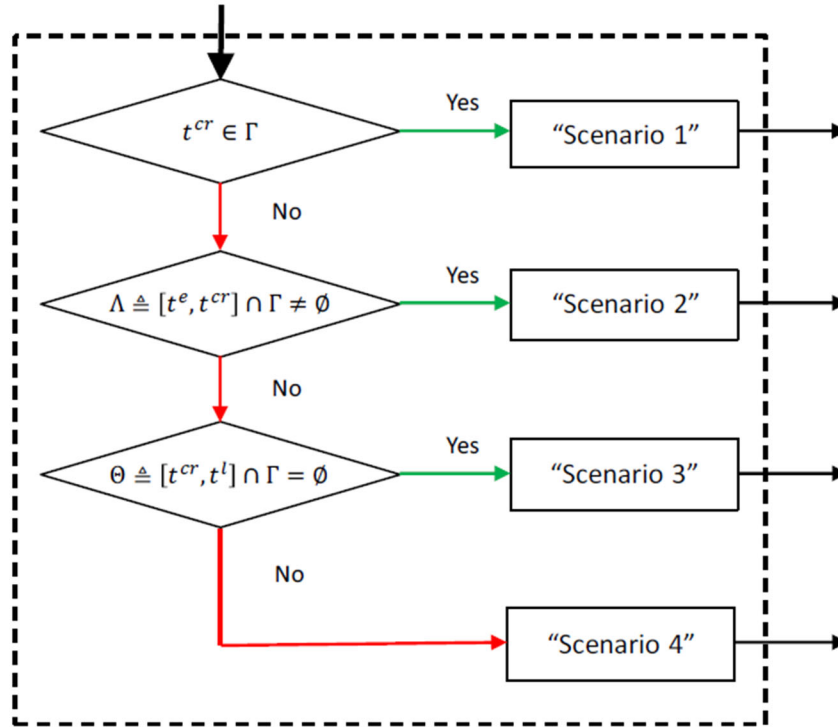 t^{cr} ∈ Γ
Yes
“Scenario 1”
No
Λ ≜ [t^e, t^{cr}] ∩ Γ ≠ ∅
Yes
“Scenario 2”
No
Θ ≜ [t^{cr}, t^l] ∩ Γ = ∅
Yes
“Scenario 3”
No
“Scenario 4”